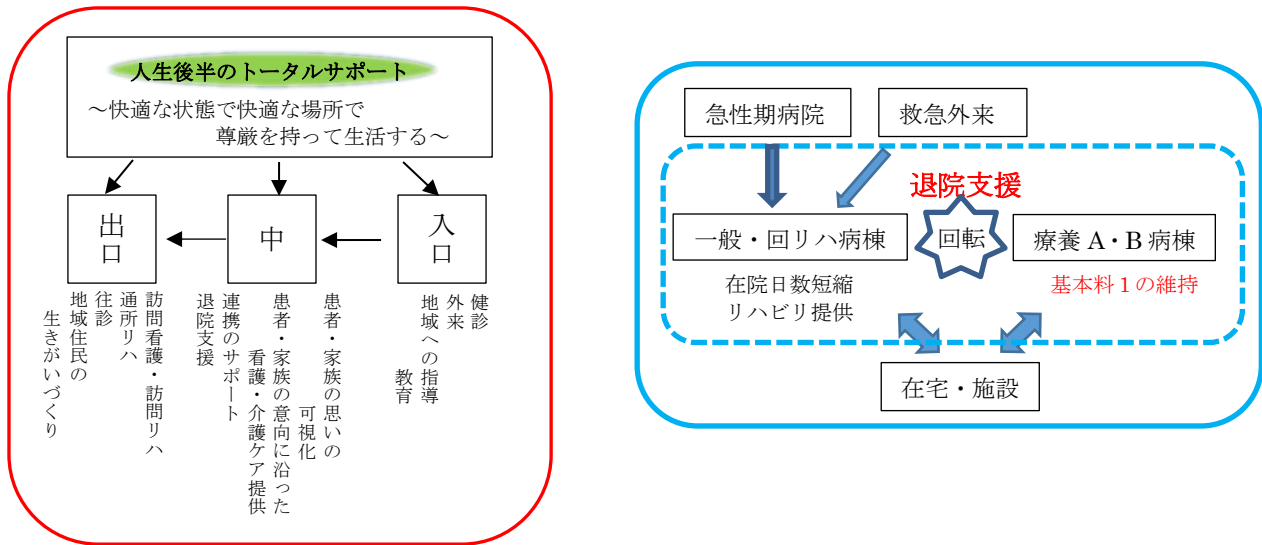 人生後半のトータルサポート
～快適な状態で快適な場所で
尊厳を持って生活する～
入口
中
出口
健診
外来
地域への指導
教育
患者・家族の思いの
可視化
患者・家族の意向に沿った
看護・介護ケア提供
連携のサポート
退院支援
訪問看護・訪問リハ
通所リハ
往診
地域住民の
生きがいづくり
急性期病院
救急外来
退院支援
一般・回リハ病棟
回転
療養 A・B 病棟
在院日数短縮
リハビリ提供
基本料 1 の維持
在宅・施設